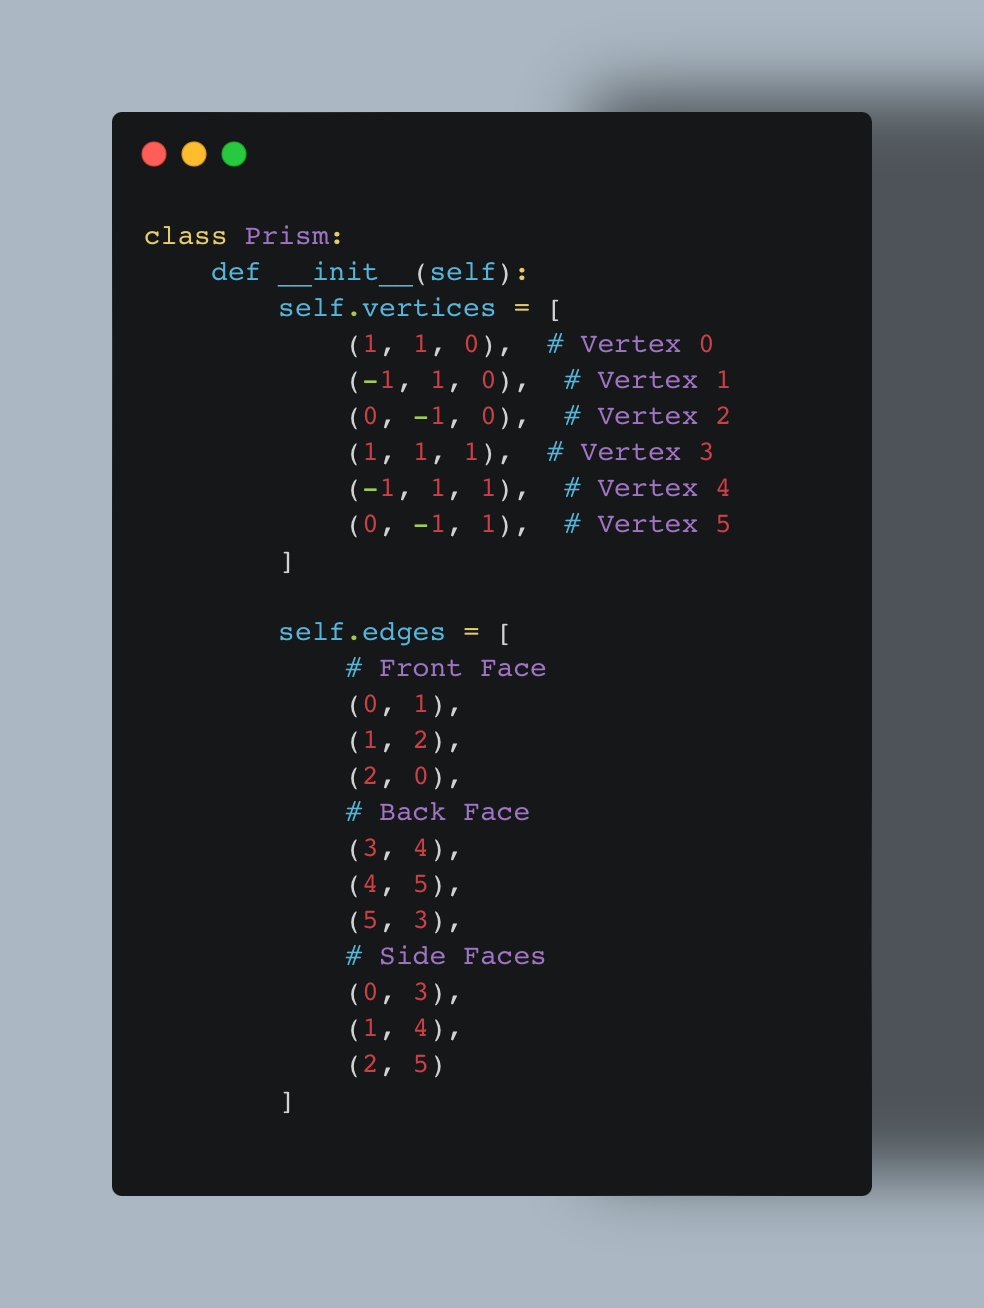 class Prism:
    def __init__(self):
        self.vertices = [
            (1, 1, 0),  # Vertex 0
            (-1, 1, 0),  # Vertex 1
            (0, -1, 0),  # Vertex 2
            (1, 1, 1),  # Vertex 3
            (-1, 1, 1),  # Vertex 4
            (0, -1, 1),  # Vertex 5
        ]

        self.edges = [
            # Front Face
            (0, 1),
            (1, 2),
            (2, 0),
            # Back Face
            (3, 4),
            (4, 5),
            (5, 3),
            # Side Faces
            (0, 3),
            (1, 4),
            (2, 5)
        ]